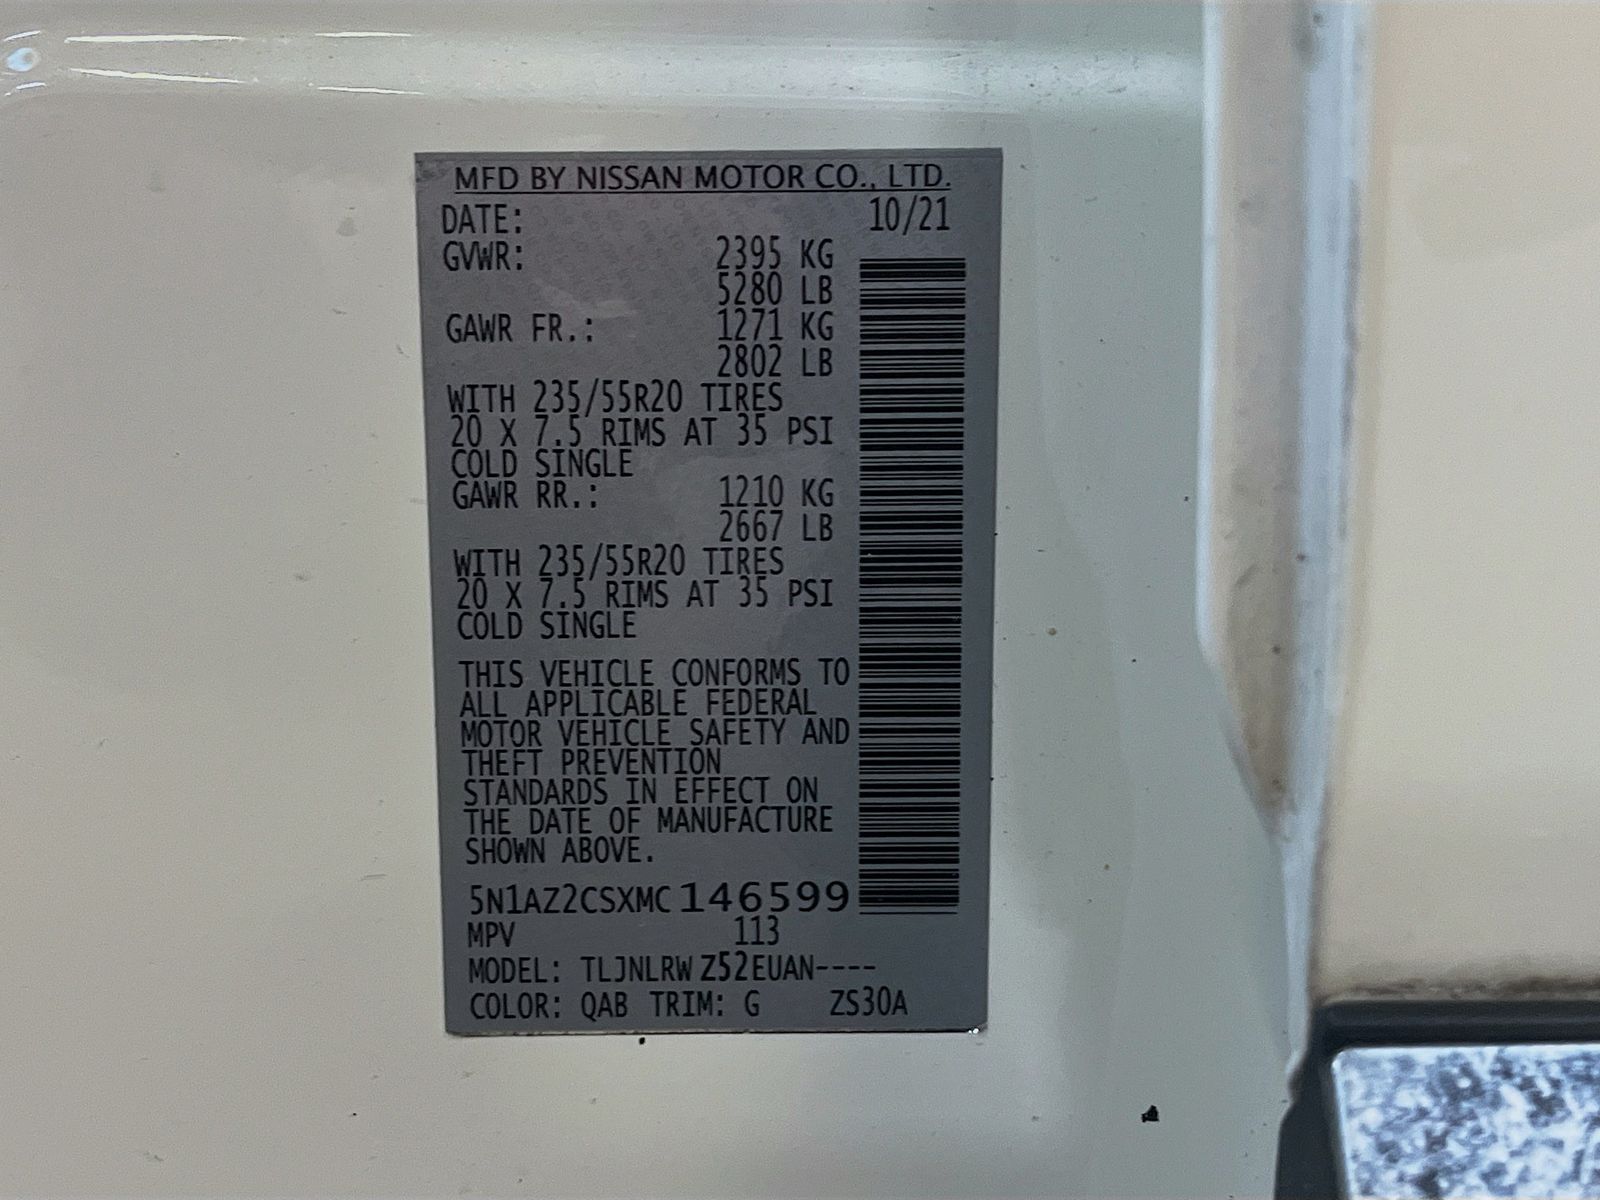 MFD BY NISSAN MOTOR CO., LTD.
DATE: 10/21
GVWR: 2395 KG
5280 LB
GAWR FR.: 1271 KG
2802 LB
WITH 235/55R20 TIRES
20 X 7.5 RIMS AT 35 PSI
COLD SINGLE
GAWR RR.: 1210 KG
2667 LB
WITH 235/55R20 TIRES
20 X 7.5 RIMS AT 35 PSI
COLD SINGLE
THIS VEHICLE CONFORMS TO
ALL APPLICABLE FEDERAL
MOTOR VEHICLE SAFETY AND
THEFT PREVENTION
STANDARDS IN EFFECT ON
THE DATE OF MANUFACTURE
SHOWN ABOVE.
5N1AZ2CSXMC146599
MPV 113
MODEL: TLJNLRWZ52EUAN----
COLOR: QAB TRIM: G ZS30A